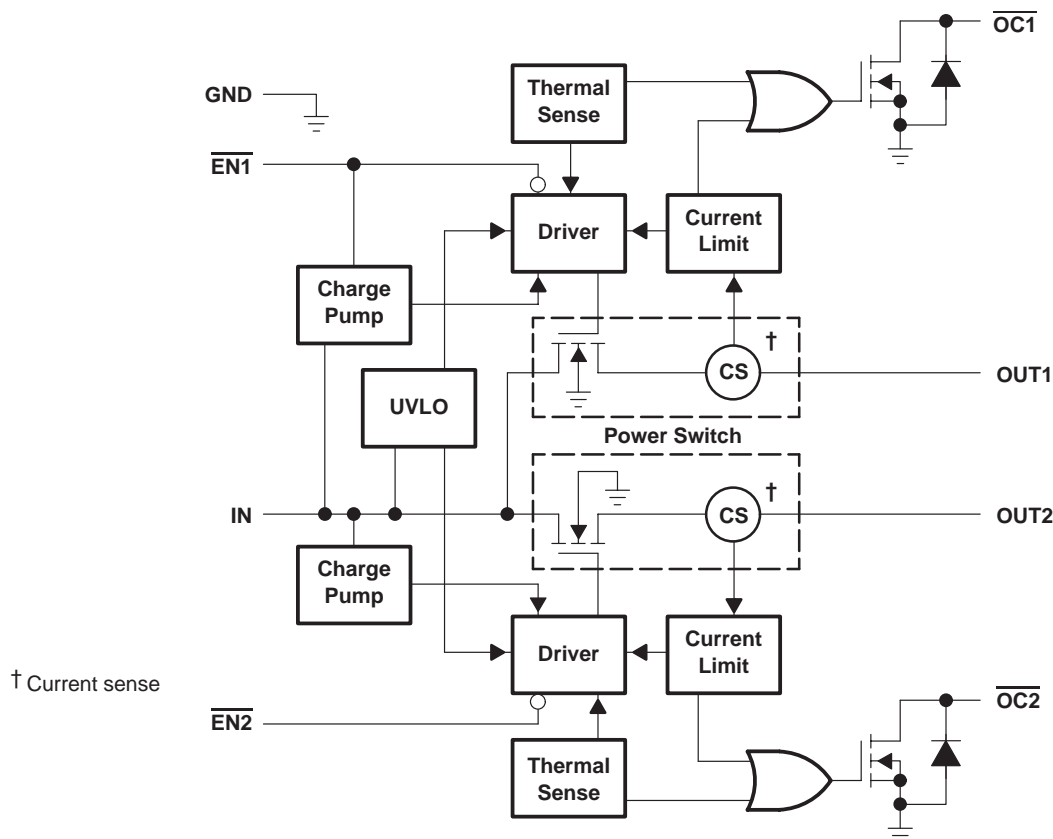 OC1
Thermal
Sense
GND
EN1
Driver
Current
Limit
Charge
Pump
†
CS
OUT1
UVLO
Power Switch
†
IN
CS
OUT2
Charge
Pump
Driver
Current
Limit
† Current sense
OC2
EN2
Thermal
Sense